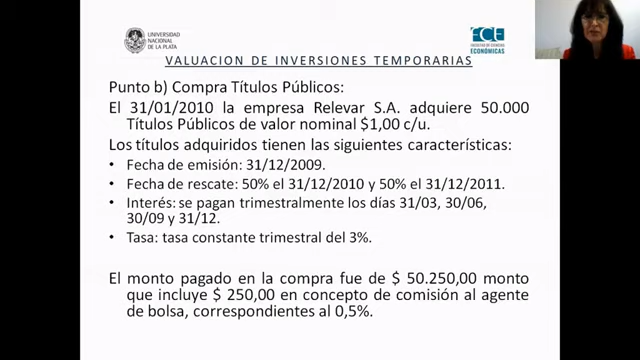 UNIVERSIDAD
NACIONAL
DE LA PLATA
FCE
FACULTAD DE CIENCIAS
ECONÓMICAS
VALUACION DE INVERSIONES TEMPORARIAS
Punto b) Compra Títulos Públicos:
El 31/01/2010 la empresa Relevar S.A. adquiere 50.000
Títulos Públicos de valor nominal $1,00 c/u.
Los títulos adquiridos tienen las siguientes características:
• Fecha de emisión: 31/12/2009.
• Fecha de rescate: 50% el 31/12/2010 y 50% el 31/12/2011.
• Interés: se pagan trimestralmente los días 31/03, 30/06,
30/09 y 31/12.
• Tasa: tasa constante trimestral del 3%.
El monto pagado en la compra fue de $ 50.250,00 monto
que incluye $ 250,00 en concepto de comisión al agente
de bolsa, correspondientes al 0,5%.